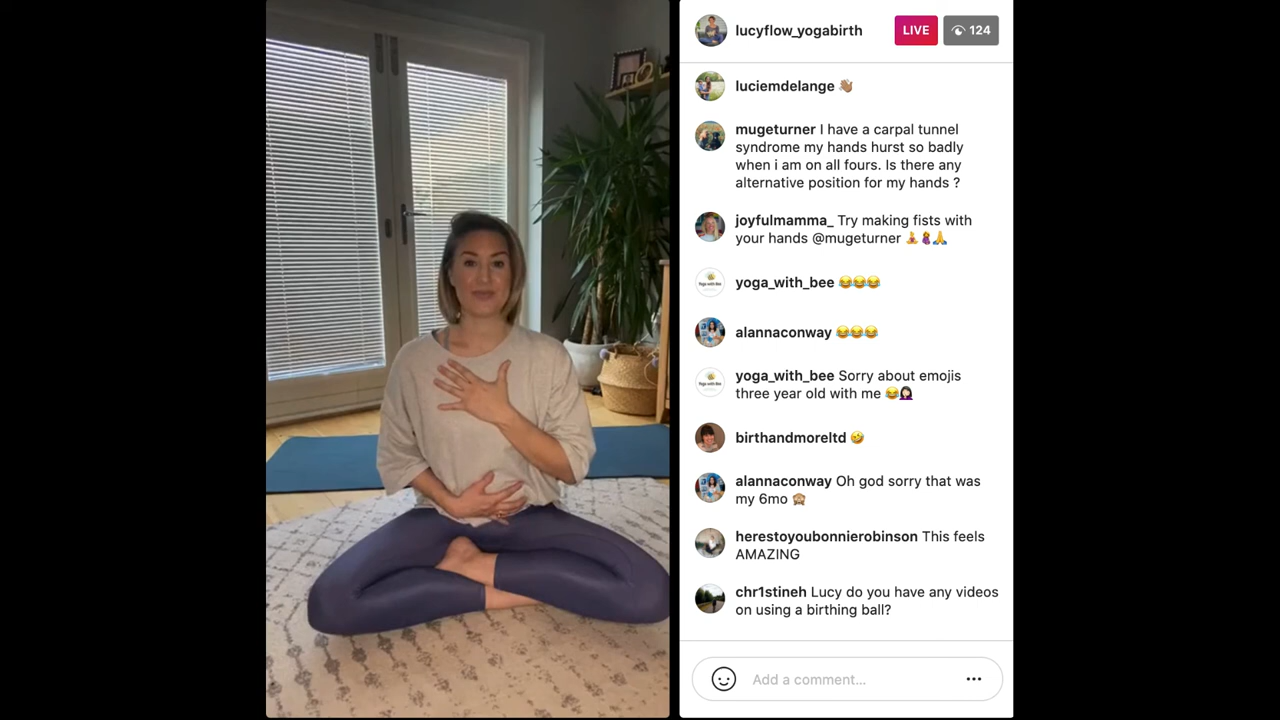 lucyflow_yogabirth
LIVE
124
luciemdelange 👋🏽
mugeturner I have a carpal tunnel
syndrome my hands hurst so badly
when i am on all fours. Is there any
alternative position for my hands ?
joyfulmamma_ Try making fists with
your hands @mugeturner 🧘🏼‍♀️🤰🏽🙏
yoga_with_bee 😂😂😂
alannaconway 😂😂😂
yoga_with_bee Sorry about emojis
three year old with me 😂🤦🏻‍♀️
birthandmoreltd 🤣
alannaconway Oh god sorry that was
my 6mo 🙈
herestoyoubonnierobinson This feels
AMAZING
chr1stineh Lucy do you have any videos
on using a birthing ball?
Add a comment...